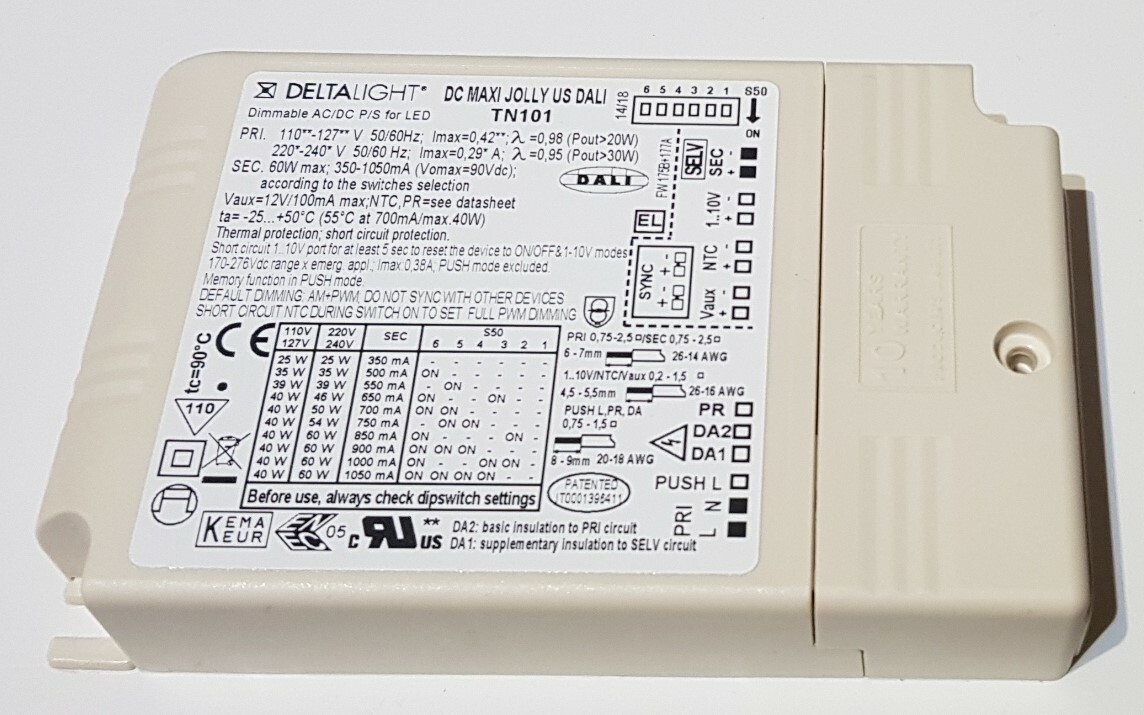 DELTALIGHT® DC MAXI JOLLY US DALI
Dimmable AC/DC P/S for LED TN101
14/18
6 5 4 3 2 1 S50
ON
PRI. 110**-127** V 50/60Hz; Imax=0,42**; λ =0,98 (Pout>20W)
220*-240* V 50/60 Hz; Imax=0,29* A; λ =0,95 (Pout>30W)
SEC. 60W max; 350-1050mA (Vomax=90Vdc);
according to the switches selection
DALI
Vaux=12V/100mA max;NTC,PR=see datasheet
ta= -25...+50°C (55°C at 700mA/max.40W)
EL
Thermal protection; short circuit protection.
Short circuit 1..10V port for at least 5 sec to reset the device to ON/OFF&1-10V modes
170-276Vdc range x emerg. appl.; Imax:0,38A; PUSH mode excluded.
Memory function in PUSH mode
DEFAULT DIMMING: AM+PWM, DO NOT SYNC WITH OTHER DEVICES
SHORT CIRCUIT NTC DURING SWITCH ON TO SET FULL PWM DIMMING
FW175B+177A
SELV
SEC - +
1..10V - +
NTC - +
Vaux - +
SYNC + - + -
tc=90°C
110
CE
110V 127V 220V 240V SEC S50
6 5 4 3 2 1
25 W 25 W 350 mA - - - - - -
35 W 35 W 500 mA ON - - - - -
39 W 39 W 550 mA - ON - - - -
40 W 46 W 650 mA ON - - ON - -
40 W 50 W 700 mA ON ON - - - -
40 W 54 W 750 mA - ON ON - - -
40 W 60 W 850 mA ON - - - ON -
40 W 60 W 900 mA ON ON ON - - -
40 W 60 W 1000 mA ON - - ON ON -
40 W 60 W 1050 mA ON ON ON ON - -
Before use, always check dipswitch settings
PRI 0,75-2,5 □/SEC 0,75 - 2,5□
6 - 7mm 26-14 AWG
1..10V/NTC/Vaux 0,2 - 1,5 □
4,5 - 5,5mm 26-16 AWG
PUSH L,PR, DA
0,75 - 1,5 □
8 - 9mm 20-18 AWG
PR
DA2
DA1
PUSH L
PRI L N
PATENTED
IT0001396411
KEMA
EUR
ENEC 05
c RU US
** DA2: basic insulation to PRI circuit
DA1: supplementary insulation to SELV circuit
10 YEARS
WARRANTY